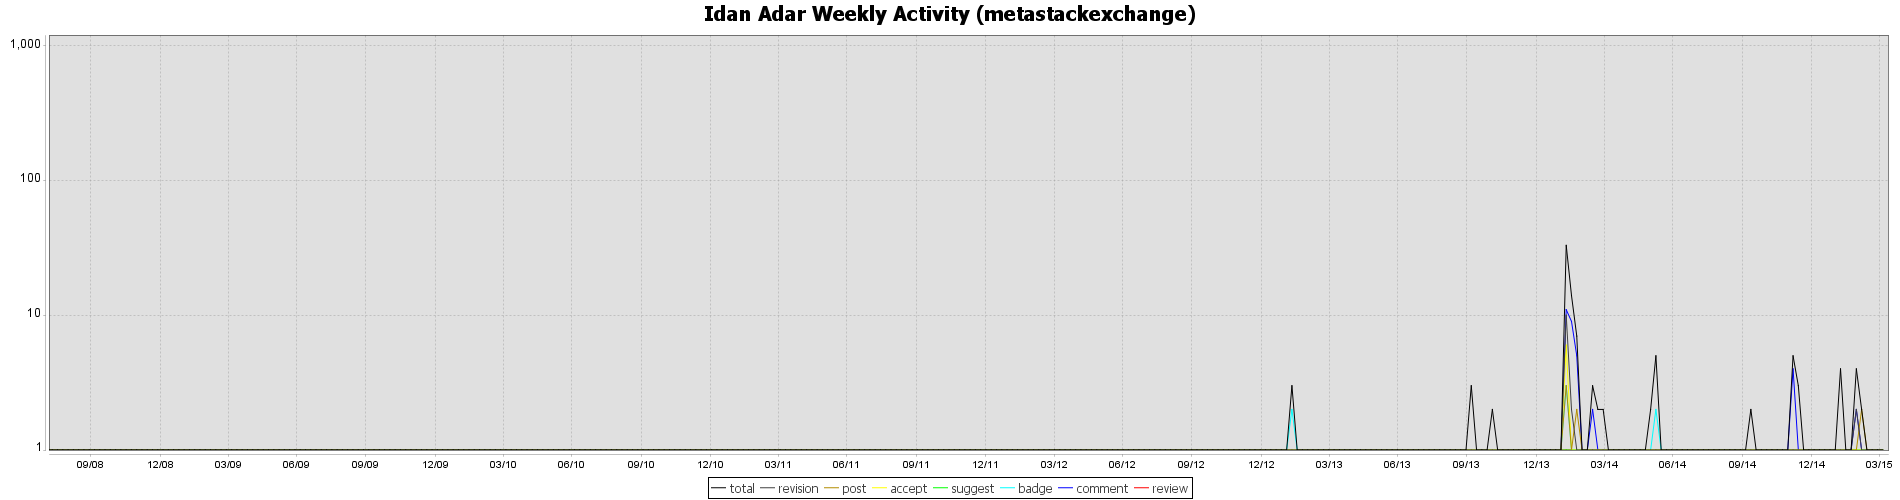 Idan Adar Weekly Activity (metastackexchange)
1,000
100
10
1
09/08 12/08 03/09 06/09 09/09 12/09 03/10 06/10 09/10 12/10 03/11 06/11 09/11 12/11 03/12 06/12 09/12 12/12 03/13 06/13 09/13 12/13 03/14 06/14 09/14 12/14 03/15
total revision post accept suggest badge comment review